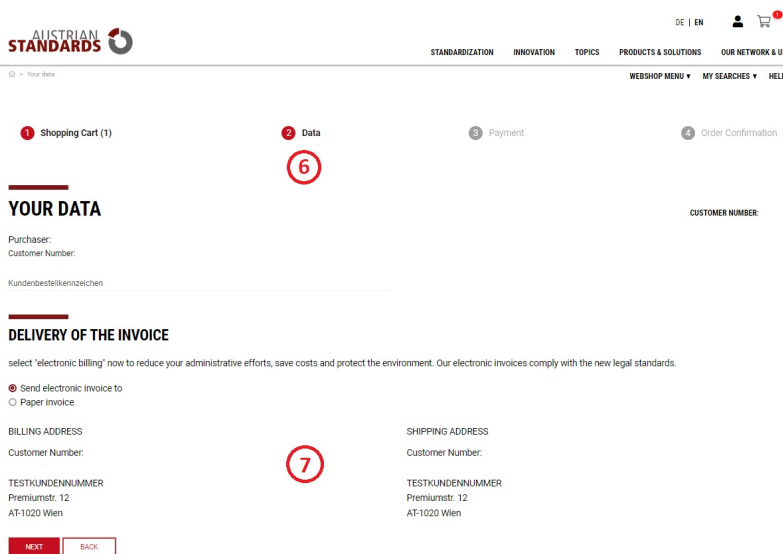 DE | EN
1
AUSTRIAN
STANDARDS
STANDARDIZATION INNOVATION TOPICS PRODUCTS & SOLUTIONS OUR NETWORK & U
> Your data
WEBSHOP MENU ▼ MY SEARCHES ▼ HEL
1 Shopping Cart (1) 2 Data 3 Payment 4 Order Confirmation
6
YOUR DATA
CUSTOMER NUMBER:
Purchaser:
Customer Number:
Kundenbestellkennzeichen
DELIVERY OF THE INVOICE
select "electronic billing" now to reduce your administrative efforts, save costs and protect the environment. Our electronic invoices comply with the new legal standards.
Send electronic invoice to
Paper invoice
BILLING ADDRESS
Customer Number:
TESTKUNDENNUMMER
Premiumstr. 12
AT-1020 Wien
7
SHIPPING ADDRESS
Customer Number:
TESTKUNDENNUMMER
Premiumstr. 12
AT-1020 Wien
NEXT BACK